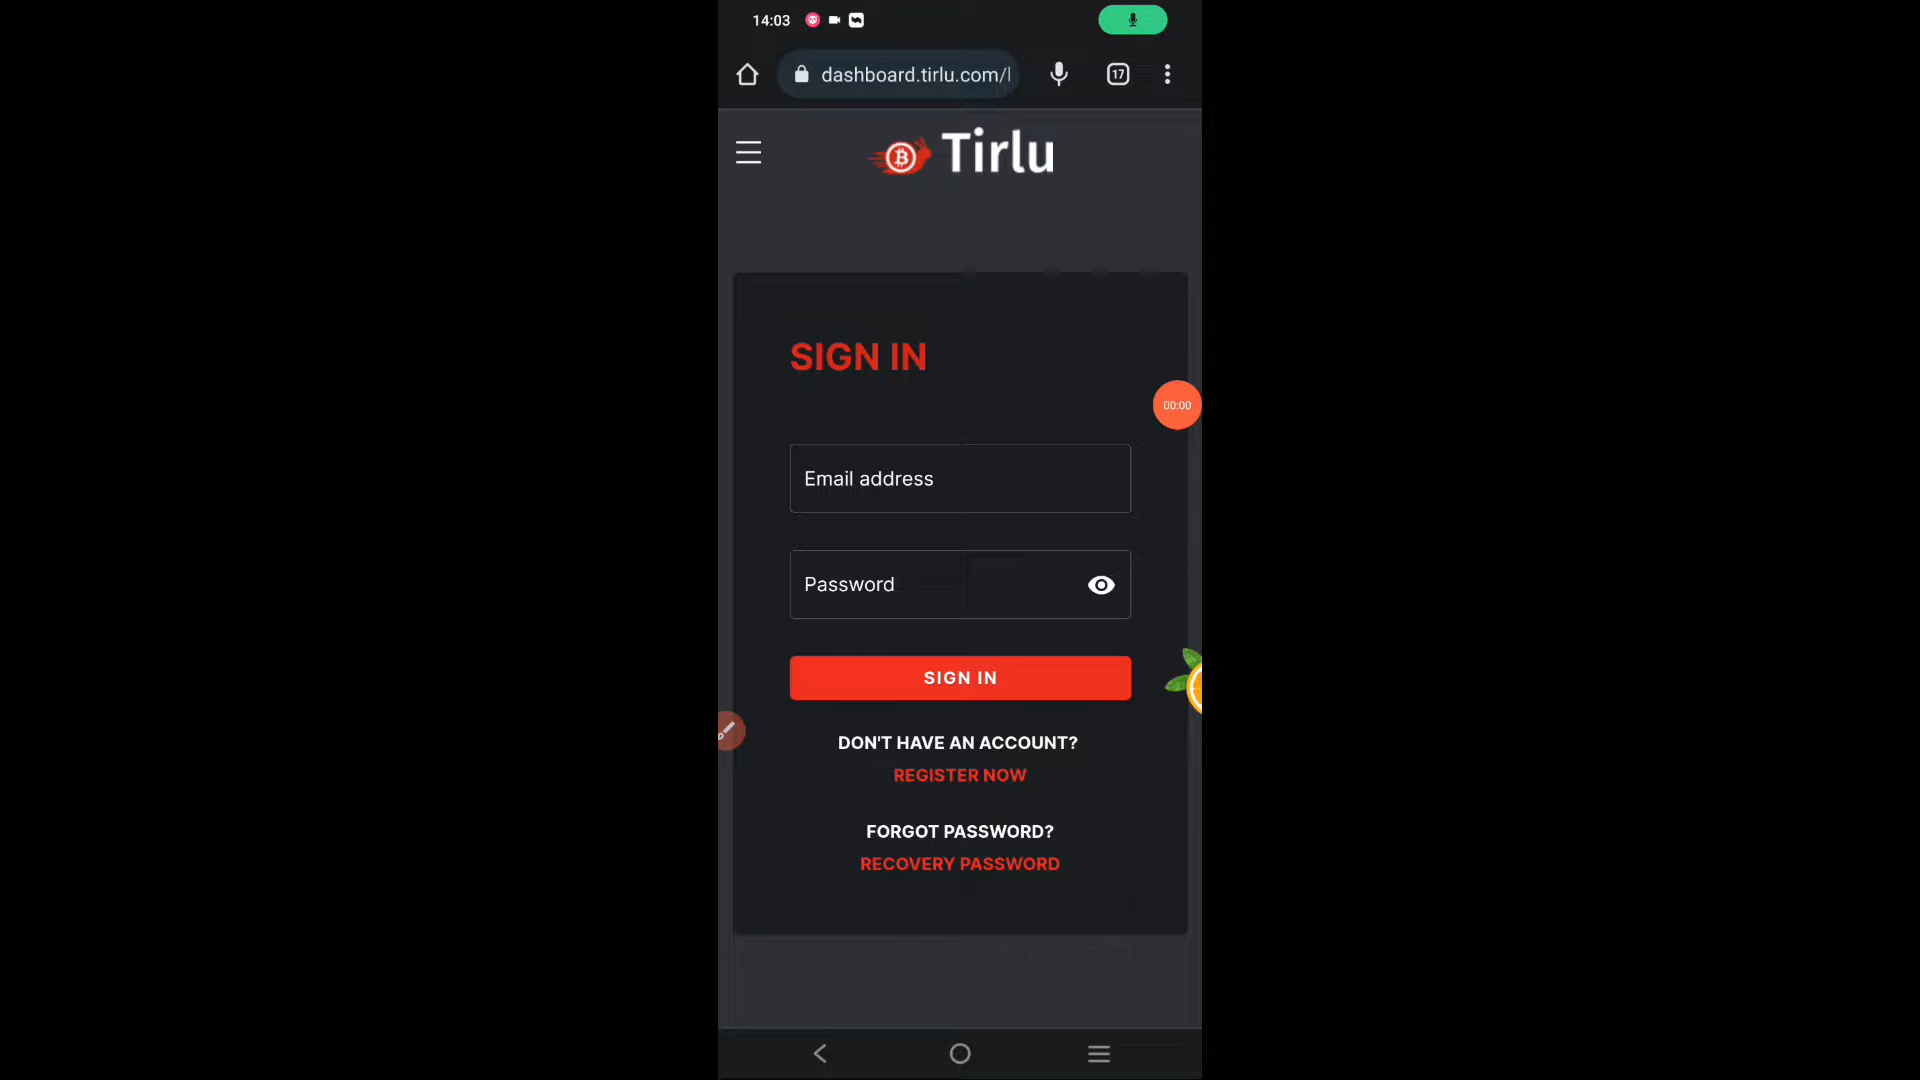 14:03
dashboard.tirlu.com/l
17
Tirlu
SIGN IN
00:00
Email address
Password
SIGN IN
DON'T HAVE AN ACCOUNT?
REGISTER NOW
FORGOT PASSWORD?
RECOVERY PASSWORD